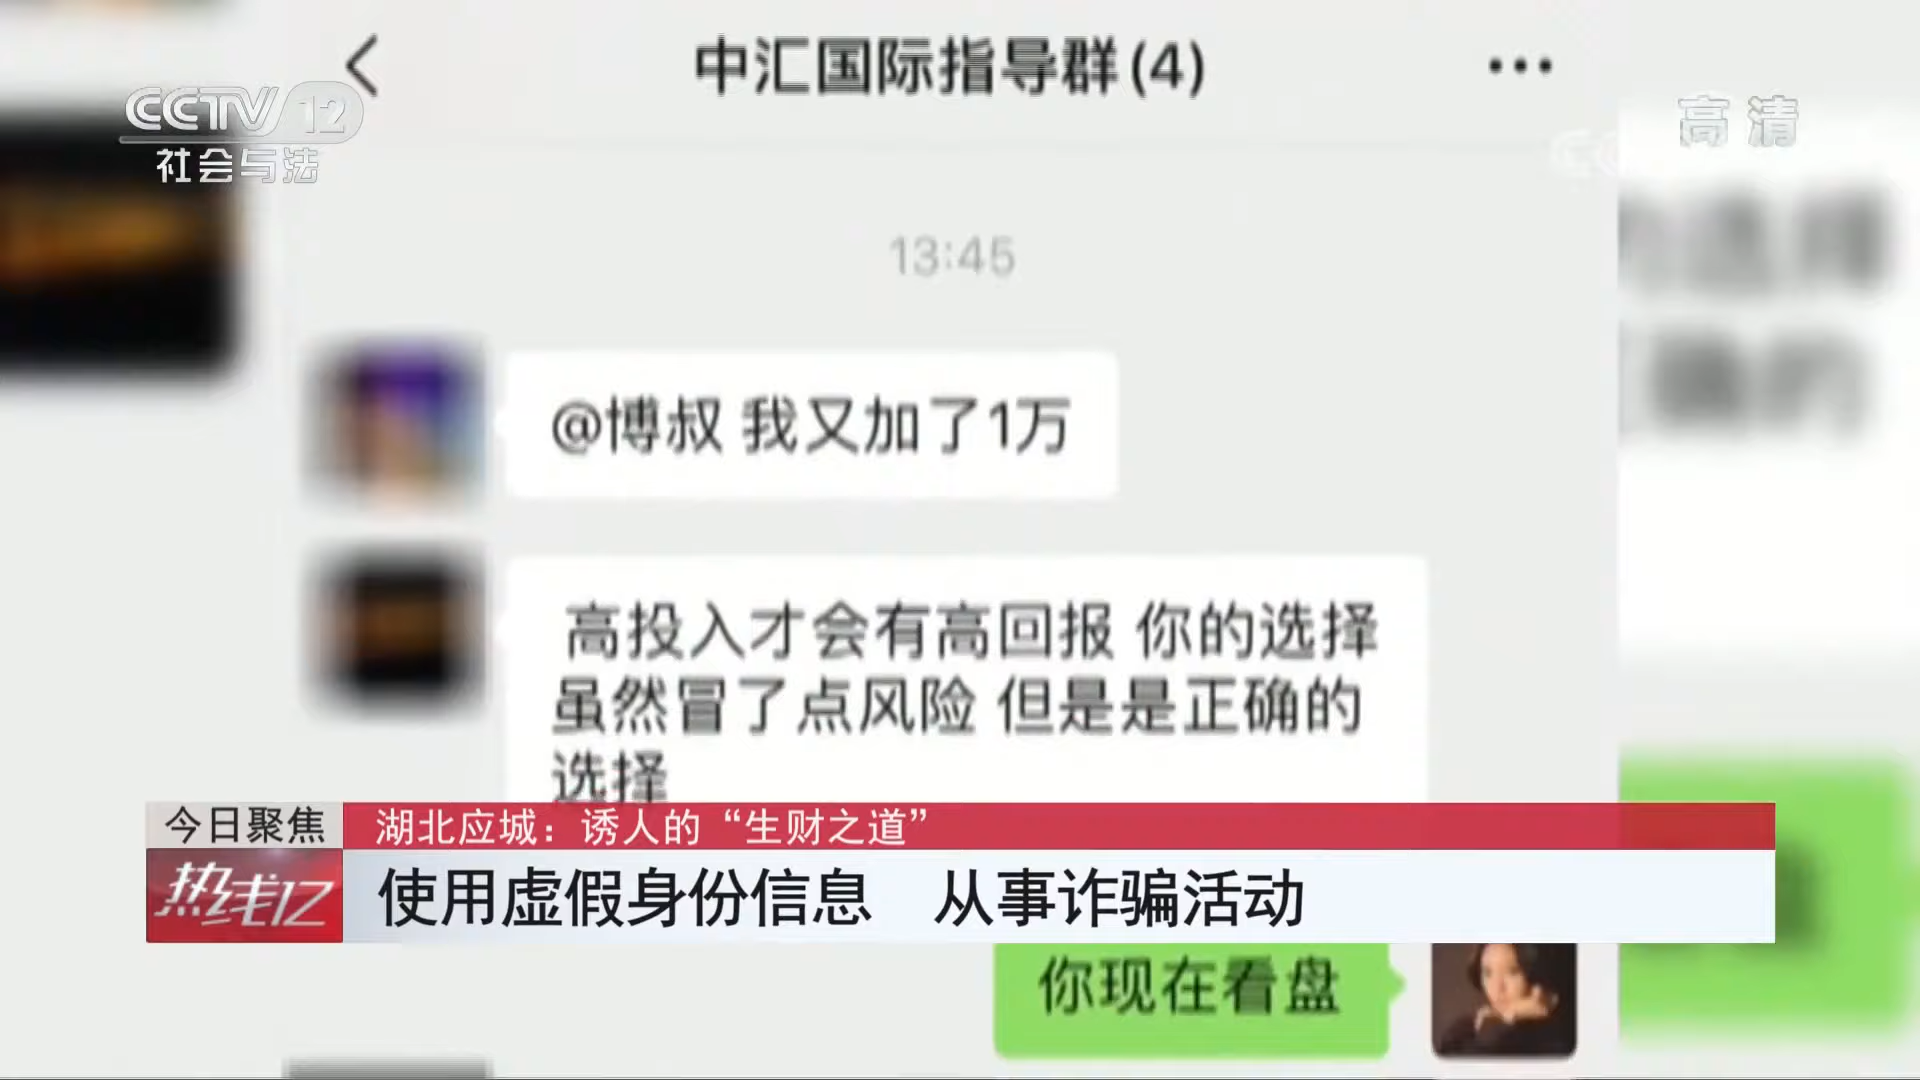 中汇国际指导群(4)
CCTV 12
社会与法
高清
13:45
@博叔 我又加了1万
高投入才会有高回报 你的选择
虽然冒了点风险 但是是正确的
选择
今日聚焦
湖北应城：诱人的“生财之道”
热线12
使用虚假身份信息 从事诈骗活动
你现在看盘